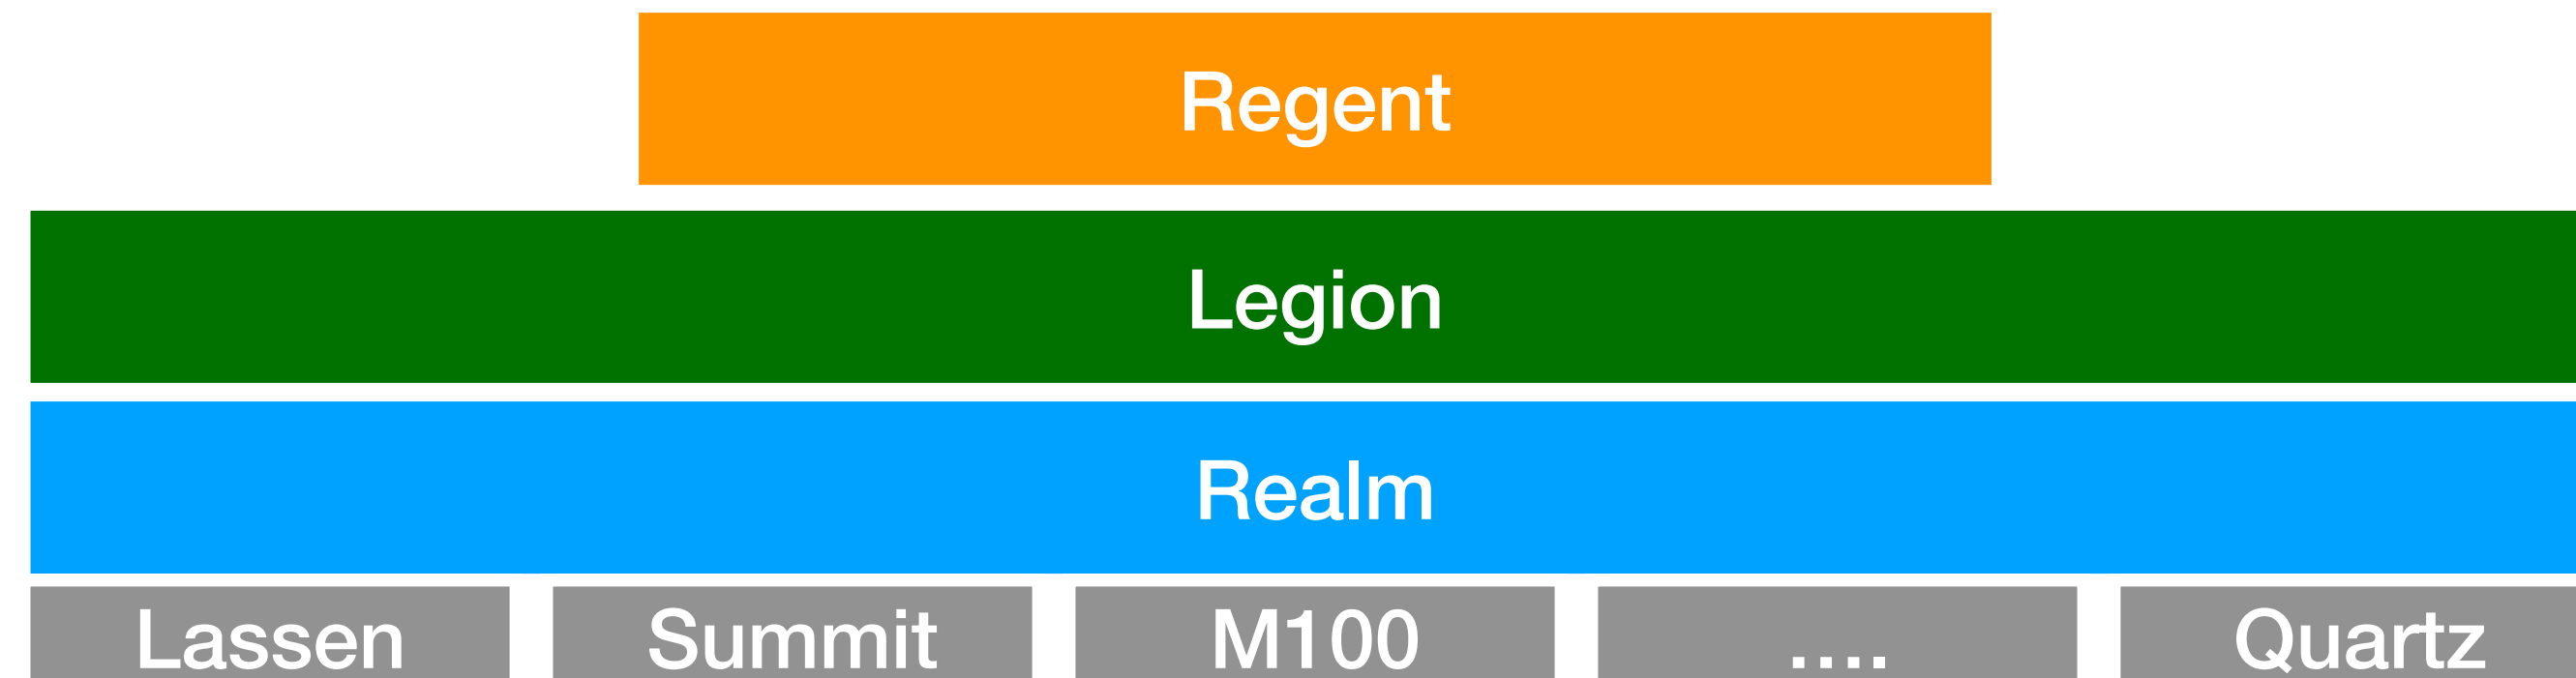 Regent
Legion
Realm
Lassen Summit M100 .... Quartz